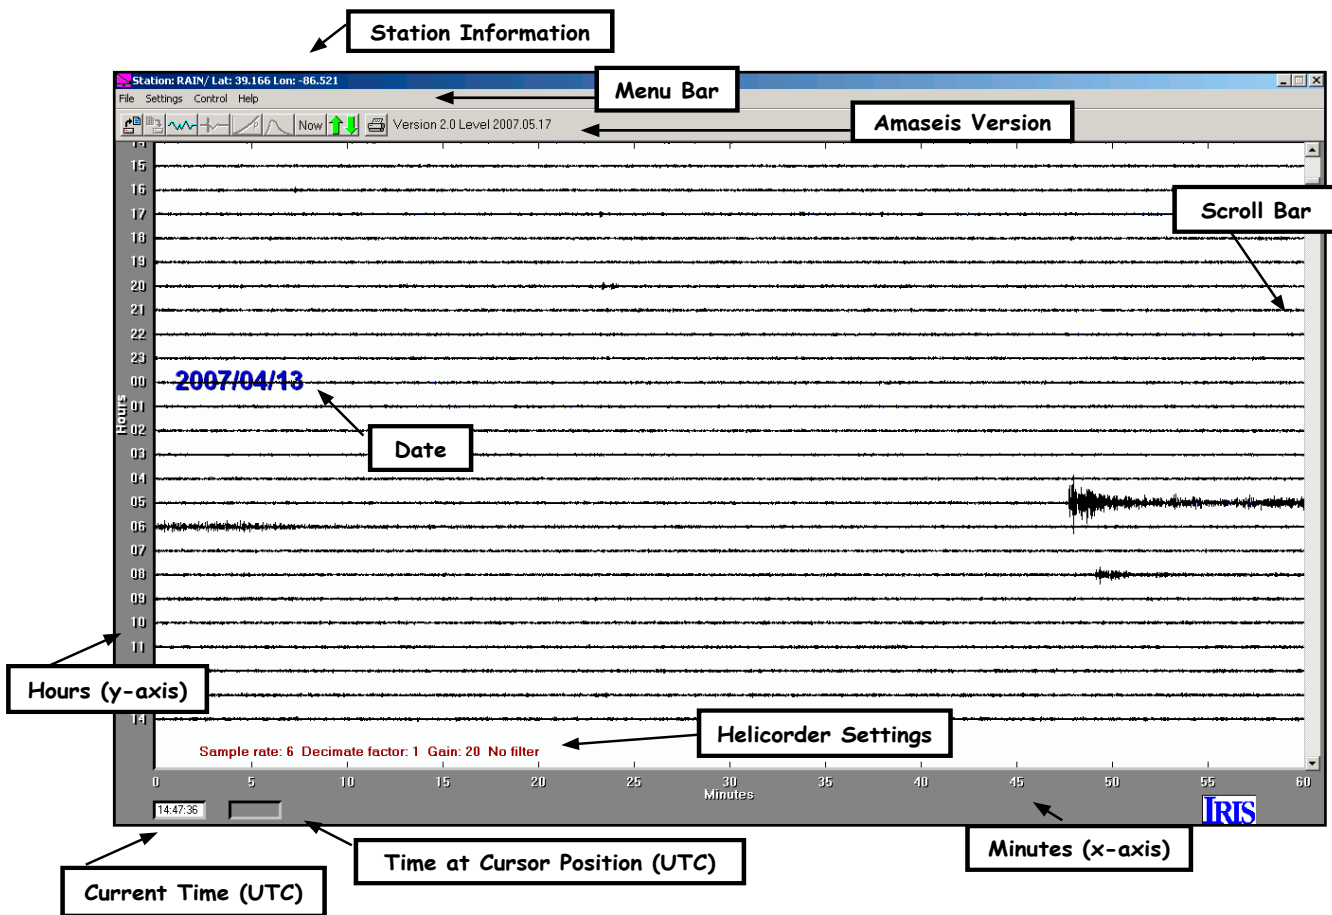 Station Information
Station: RAIN/ Lat: 39.166 Lon: -86.521
Menu Bar
File Settings Control Help
Now Version 2.0 Level 2007.05.17
Amaseis Version
14
15
16
17
Scroll Bar
18
19
20
21
22
23
00 2007/04/13
Hours
01
02
Date
03
04
05
06
07
08
09
10
11
Hours (y-axis)
14
Helicorder Settings
Sample rate: 6 Decimate factor: 1 Gain: 20 No filter
0 5 10 15 20 25 30 35 40 45 50 55 60
Minutes
14:47:36
IRIS
Minutes (x-axis)
Time at Cursor Position (UTC)
Current Time (UTC)